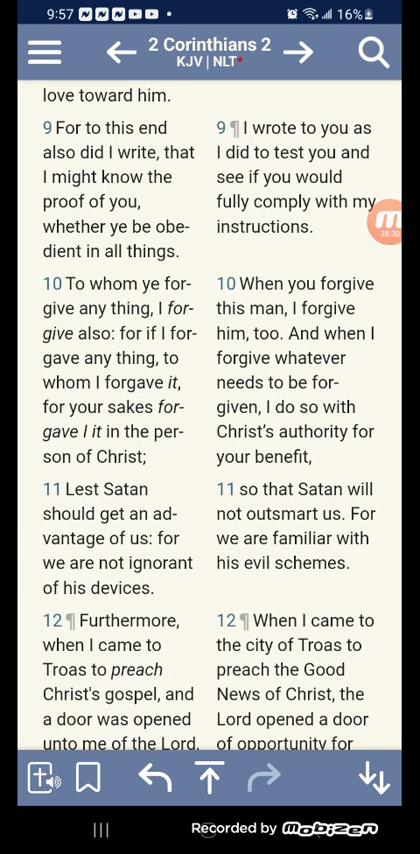 9:57 16%
2 Corinthians 2
KJV | NLT*
love toward him.
9 For to this end
also did I write, that
I might know the
proof of you,
whether ye be obe-
dient in all things.
10 To whom ye for-
give any thing, I for-
give also: for if I for-
gave any thing, to
whom I forgave it,
for your sakes for-
gave I it in the per-
son of Christ;
11 Lest Satan
should get an ad-
vantage of us: for
we are not ignorant
of his devices.
12 ¶ Furthermore,
when I came to
Troas to preach
Christ's gospel, and
a door was opened
unto me of the Lord,
9 ¶ I wrote to you as
I did to test you and
see if you would
fully comply with my
instructions.
10 When you forgive
this man, I forgive
him, too. And when I
forgive whatever
needs to be for-
given, I do so with
Christ’s authority for
your benefit,
11 so that Satan will
not outsmart us. For
we are familiar with
his evil schemes.
12 ¶ When I came to
the city of Troas to
preach the Good
News of Christ, the
Lord opened a door
of opportunity for
28:30
Recorded by mobizen